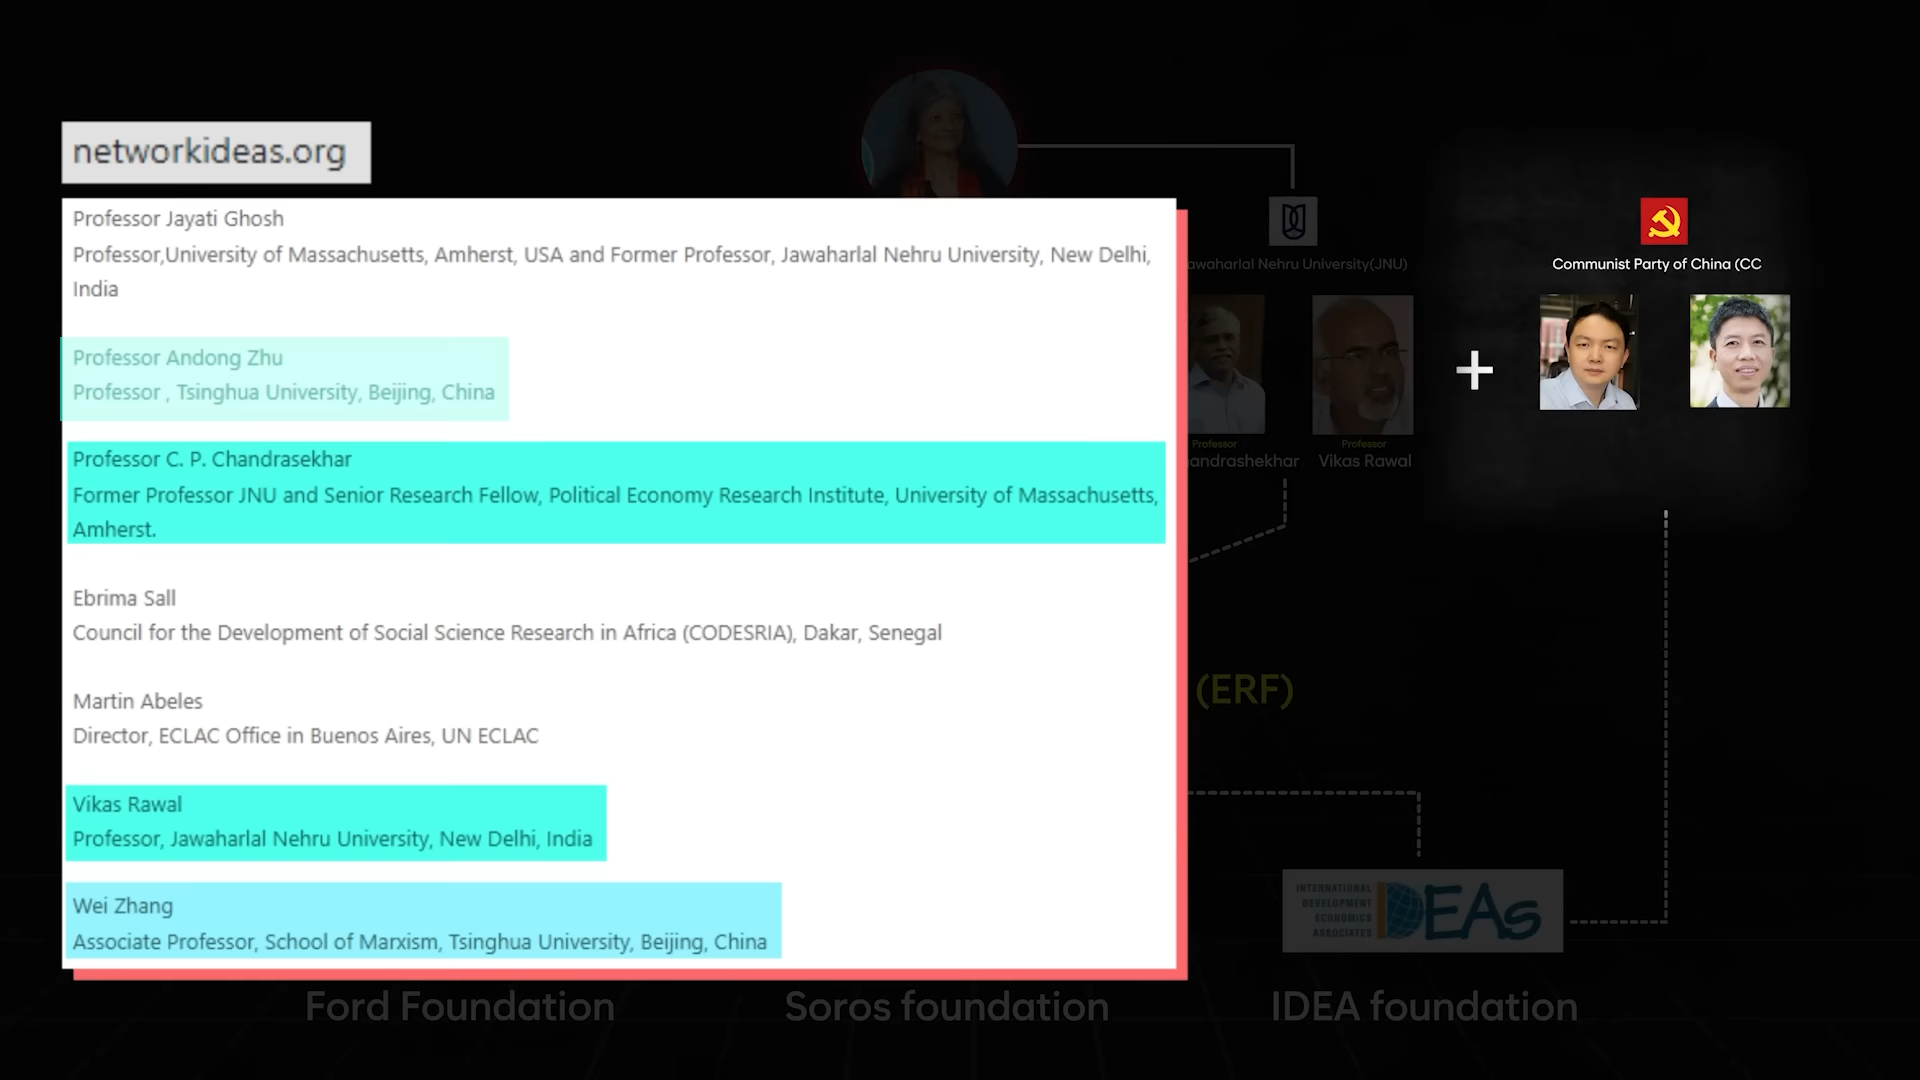 networkideas.org
Professor Jayati Ghosh
Professor,University of Massachusetts, Amherst, USA and Former Professor, Jawaharlal Nehru University, New Delhi,
India
Professor Andong Zhu
Professor , Tsinghua University, Beijing, China
Professor C. P. Chandrasekhar
Former Professor JNU and Senior Research Fellow, Political Economy Research Institute, University of Massachusetts,
Amherst.
Ebrima Sall
Council for the Development of Social Science Research in Africa (CODESRIA), Dakar, Senegal
Martin Abeles
Director, ECLAC Office in Buenos Aires, UN ECLAC
Vikas Rawal
Professor, Jawaharlal Nehru University, New Delhi, India
Wei Zhang
Associate Professor, School of Marxism, Tsinghua University, Beijing, China
awaharlal Nehru University(JNU)
Professor
andrashekhar
Professor
Vikas Rawal
+
Communist Party of China (CC
(ERF)
INTERNATIONAL
DEVELOPMENT
ECONOMICS
ASSOCIATES
IDEAs
Ford Foundation
Soros foundation
IDEA foundation